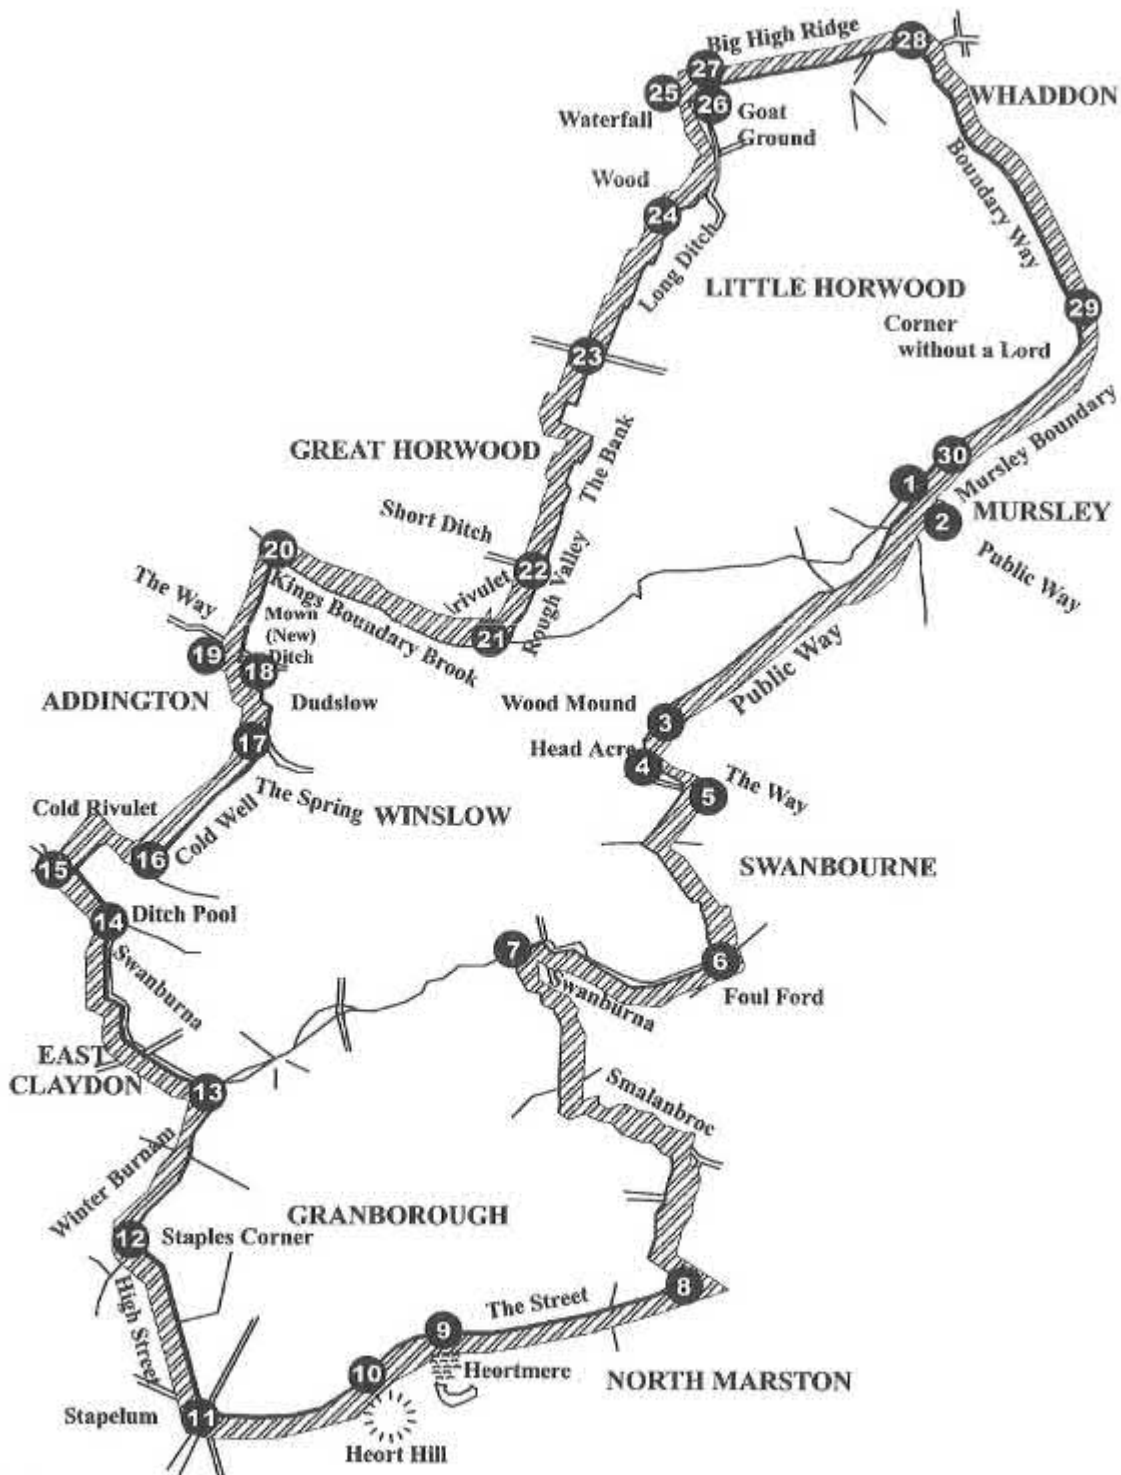 Big High Ridge
28
27
25
26
WHADDON
Waterfall
Goat
Ground
Boundary Way
Wood
24
Long Ditch
LITTLE HORWOOD
29
Corner
without a Lord
23
GREAT HORWOOD
The Bank
30
Mursley Boundary
1
2
MURSLEY
Short Ditch
Public Way
20
22
rivulet
Rough Valley
The Way
Kings Boundary Brook
Mown
(New)
Ditch
21
19
18
ADDINGTON
Dudslow
Public Way
Wood Mound
3
17
Head Acre
4
The Way
5
The Spring
WINSLOW
Cold Rivulet
Cold Well
16
15
SWANBOURNE
14
Ditch Pool
Swanburna
7
6
Swanburna
Foul Ford
EAST
CLAYDON
13
Smalanbroc
Winter Burnam
GRANBOROUGH
12
Staples Corner
High Street
8
The Street
9
Heortmere
10
NORTH MARSTON
Stapelum
11
Heort Hill